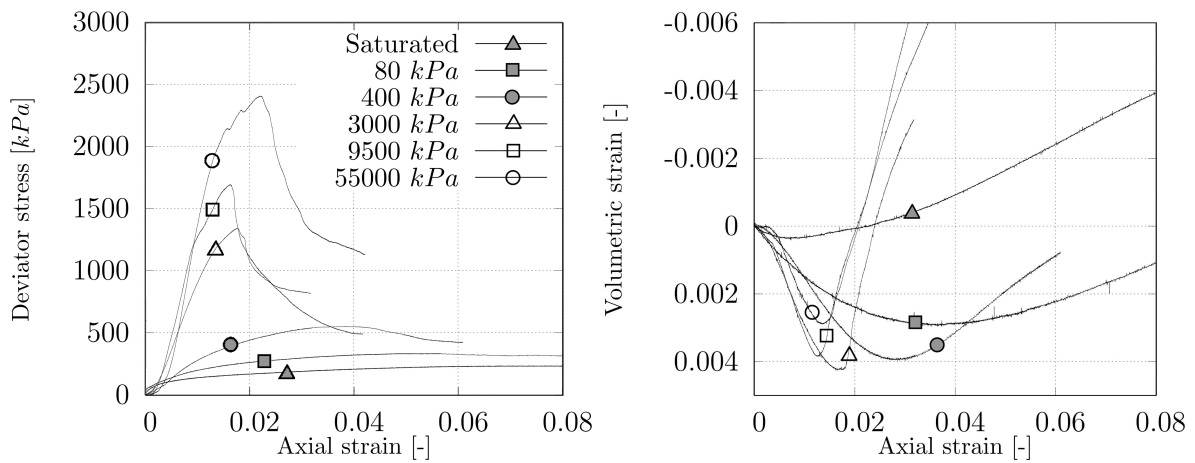 3000
2500
2000
1500
1000
500
0
0
0.02
0.04
0.06
0.08
Deviator stress [kPa]
Axial strain [-]
Saturated
80 kPa
400 kPa
3000 kPa
9500 kPa
55000 kPa
-0.006
-0.004
-0.002
0
0.002
0.004
0
0.02
0.04
0.06
0.08
Volumetric strain [-]
Axial strain [-]